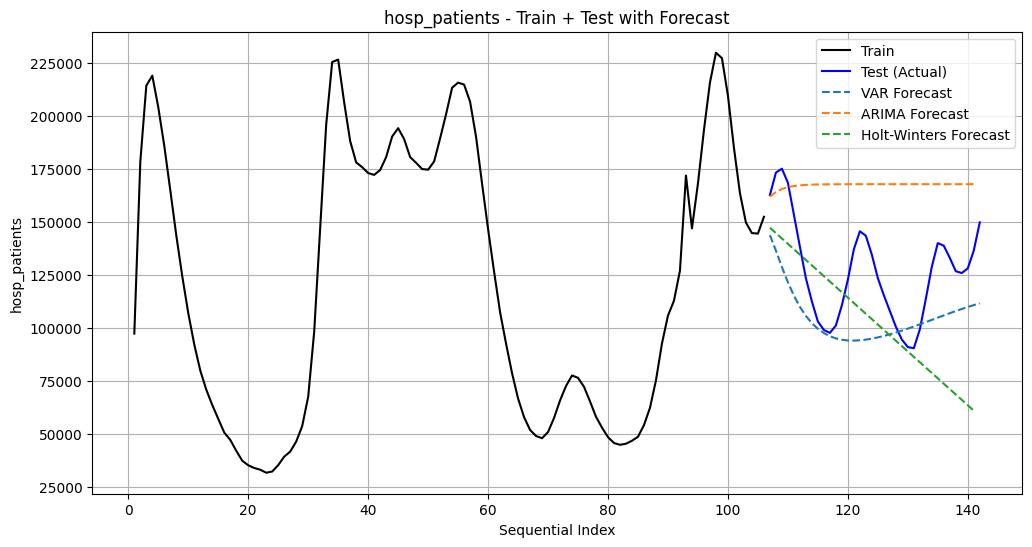 hosp_patients - Train + Test with Forecast
hosp_patients
225000
200000
175000
150000
125000
100000
75000
50000
25000
Train
Test (Actual)
VAR Forecast
ARIMA Forecast
Holt-Winters Forecast
0 20 40 60 80 100 120 140
Sequential Index